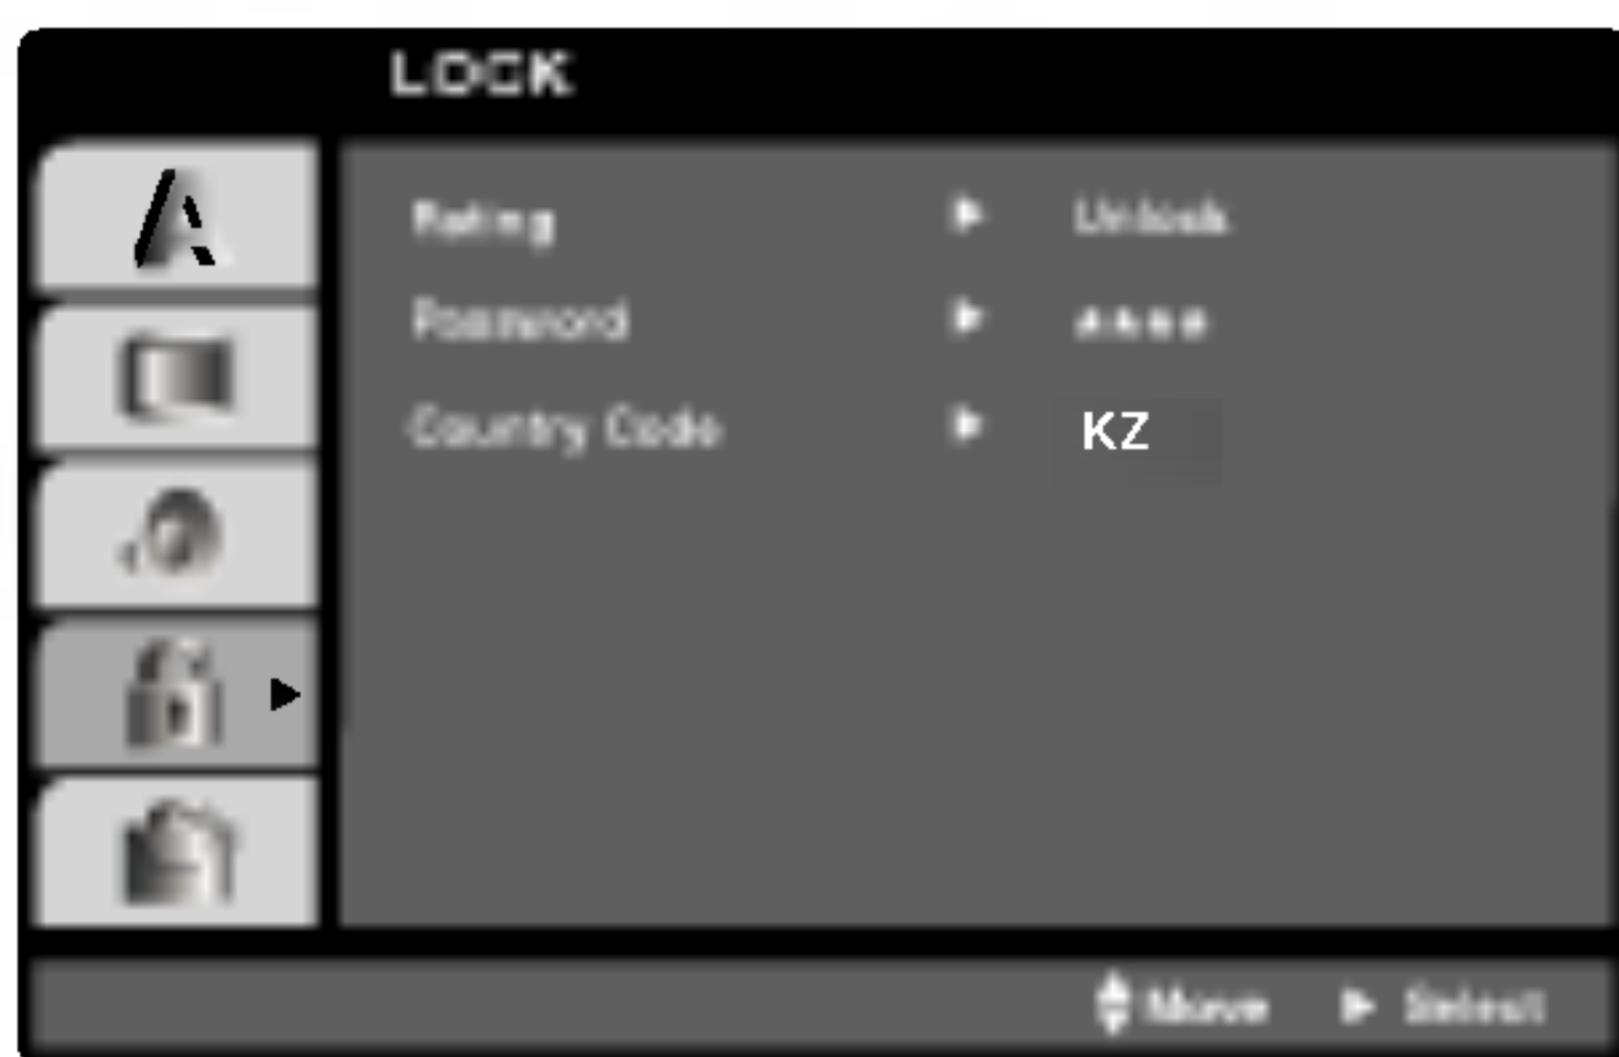 LOCK
A
Rating ► Unlock
Password ► ****
Country Code ► KZ
Move ► Select